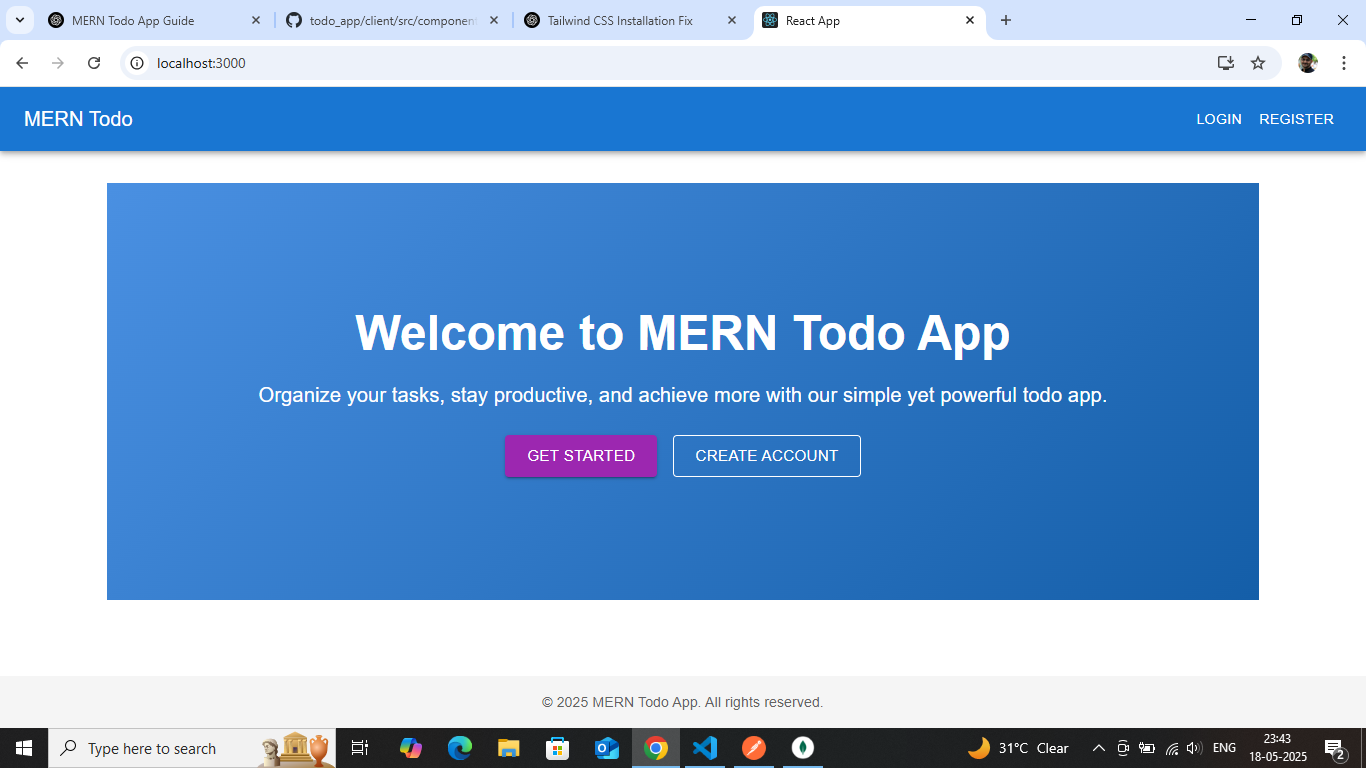 MERN Todo App Guide
todo_app/client/src/component
Tailwind CSS Installation Fix
React App
localhost:3000
MERN Todo
LOGIN
REGISTER
Welcome to MERN Todo App
Organize your tasks, stay productive, and achieve more with our simple yet powerful todo app.
GET STARTED
CREATE ACCOUNT
© 2025 MERN Todo App. All rights reserved.
Type here to search
31°C Clear
ENG
23:43
18-05-2025
2